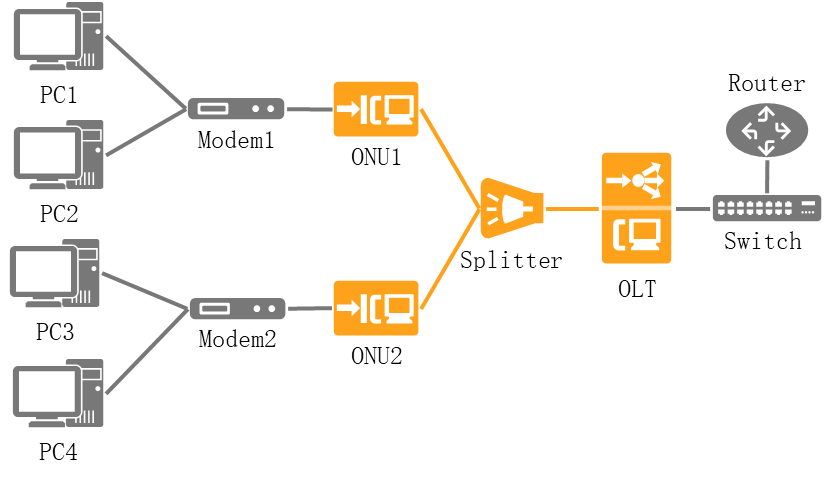 PC1
PC2
PC3
PC4
Modem1
Modem2
ONU1
ONU2
Splitter
OLT
Router
Switch